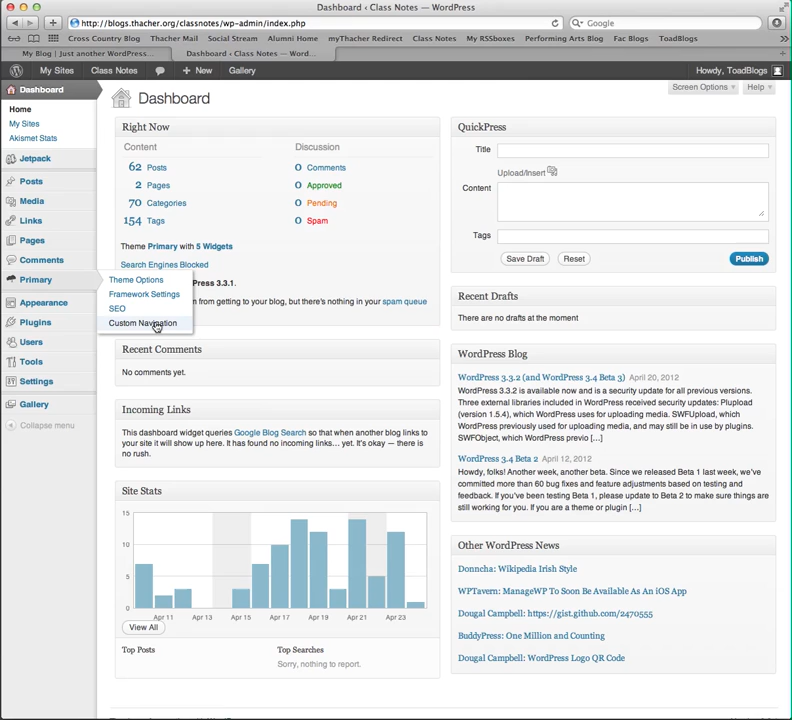 Dashboard ‹ Class Notes — WordPress
http://blogs.thacher.org/classnotes/wp-admin/index.php
Google
Cross Country Blog Thacher Mail Social Stream Alumni Home myThacher Redirect Class Notes My RSSboxes Performing Arts Blog Fac Blogs ToadBlogs
My Blog | Just another WordPress... Dashboard ‹ Class Notes — Word...
My Sites Class Notes + New Gallery Howdy, ToadBlogs
Dashboard
Home
My Sites
Akismet Stats
Jetpack
Posts
Media
Links
Pages
Comments
Primary
Appearance
Plugins
Users
Tools
Settings
Gallery
Collapse menu
Theme Options
Framework Settings
SEO
Custom Navigation
Screen Options Help
Dashboard
Right Now
Content Discussion
62 Posts 0 Comments
2 Pages 0 Approved
70 Categories 0 Pending
154 Tags 0 Spam
Theme Primary with 5 Widgets
Search Engines Blocked
Press 3.3.1.
from getting to your blog, but there's nothing in your spam queue
Recent Comments
No comments yet.
Incoming Links
This dashboard widget queries Google Blog Search so that when another blog links to
your site it will show up here. It has found no incoming links… yet. It's okay — there is
no rush.
Site Stats
15
10
5
0
Apr 11 Apr 13 Apr 15 Apr 17 Apr 19 Apr 21 Apr 23
View All
Top Posts Top Searches
Sorry, nothing to report.
QuickPress
Title
Upload/Insert
Content
Tags
Save Draft Reset Publish
Recent Drafts
There are no drafts at the moment
WordPress Blog
WordPress 3.3.2 (and WordPress 3.4 Beta 3) April 20, 2012
WordPress 3.3.2 is available now and is a security update for all previous versions.
Three external libraries included in WordPress received security updates: Plupload
(version 1.5.4), which WordPress uses for uploading media. SWFUpload, which
WordPress previously used for uploading media, and may still be in use by plugins.
SWFObject, which WordPress previo […]
WordPress 3.4 Beta 2 April 12, 2012
Howdy, folks! Another week, another beta. Since we released Beta 1 last week, we've
committed more than 60 bug fixes and feature adjustments based on testing and
feedback. If you've been testing Beta 1, please update to Beta 2 to make sure things are
still working for you. If you are a theme or plugin […]
Other WordPress News
Donncha: Wikipedia Irish Style
WPTavern: ManageWP To Soon Be Available As An iOS App
Dougal Campbell: https://gist.github.com/2470555
BuddyPress: One Million and Counting
Dougal Campbell: WordPress Logo QR Code